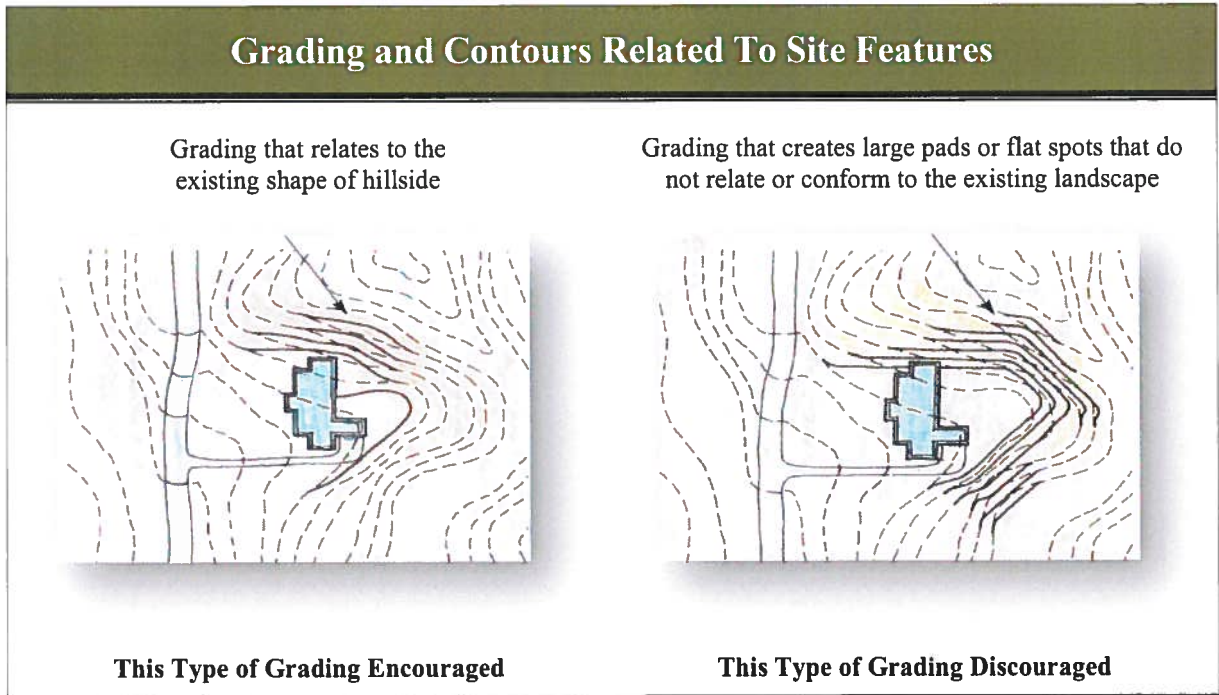 Grading and Contours Related To Site Features
Grading that relates to the
existing shape of hillside
Grading that creates large pads or flat spots that do
not relate or conform to the existing landscape
This Type of Grading Encouraged
This Type of Grading Discouraged